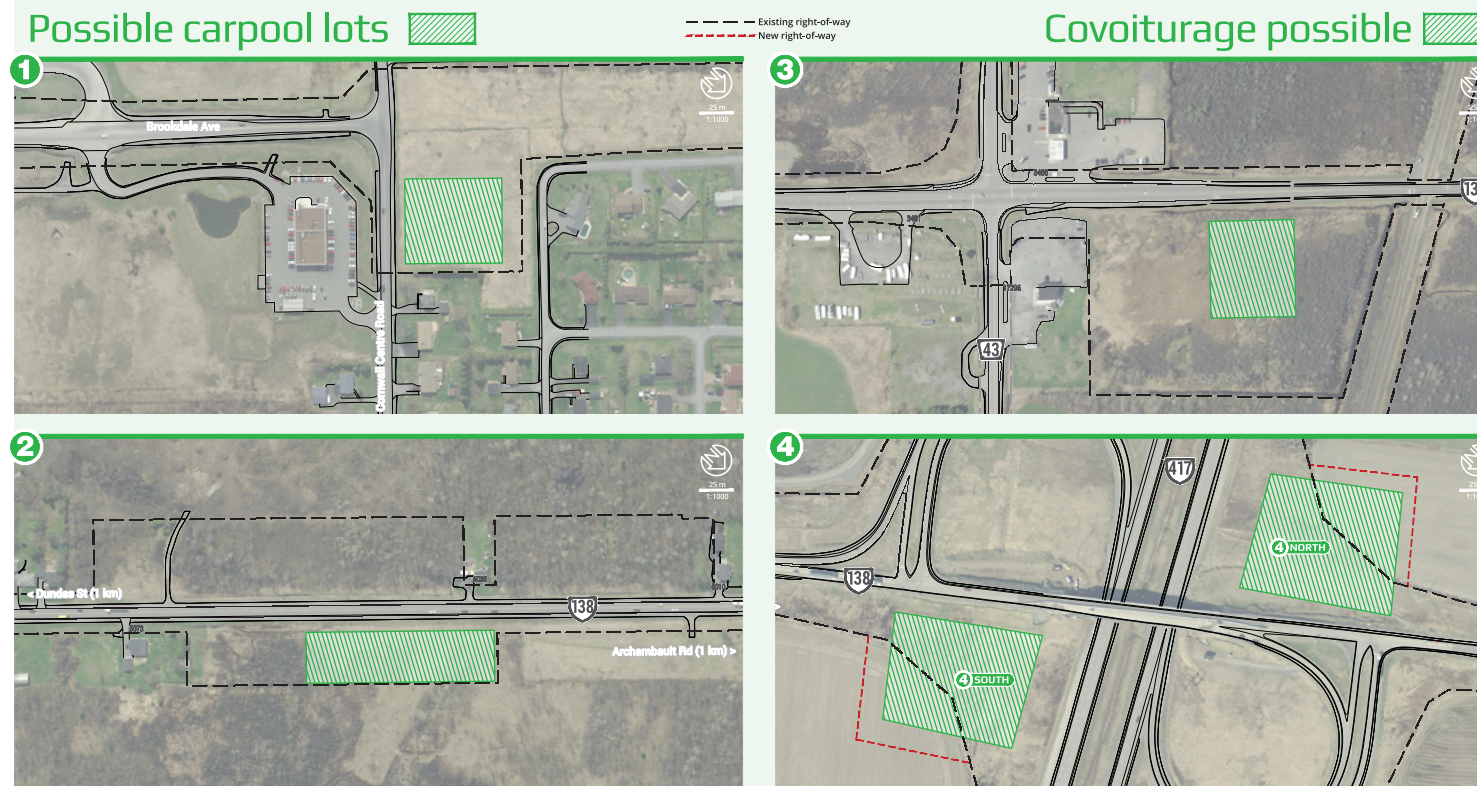 Possible carpool lots
Existing right-of-way
New right-of-way
Covoiturage possible
1
Brookdale Ave
25 m
1:1000
Cornwall Centre Road
3
43
2
25 m
1:1000
< Dundas St (1 km)
138
Archambault Rd (1 km) >
4
417
4 NORTH
138
4 SOUTH